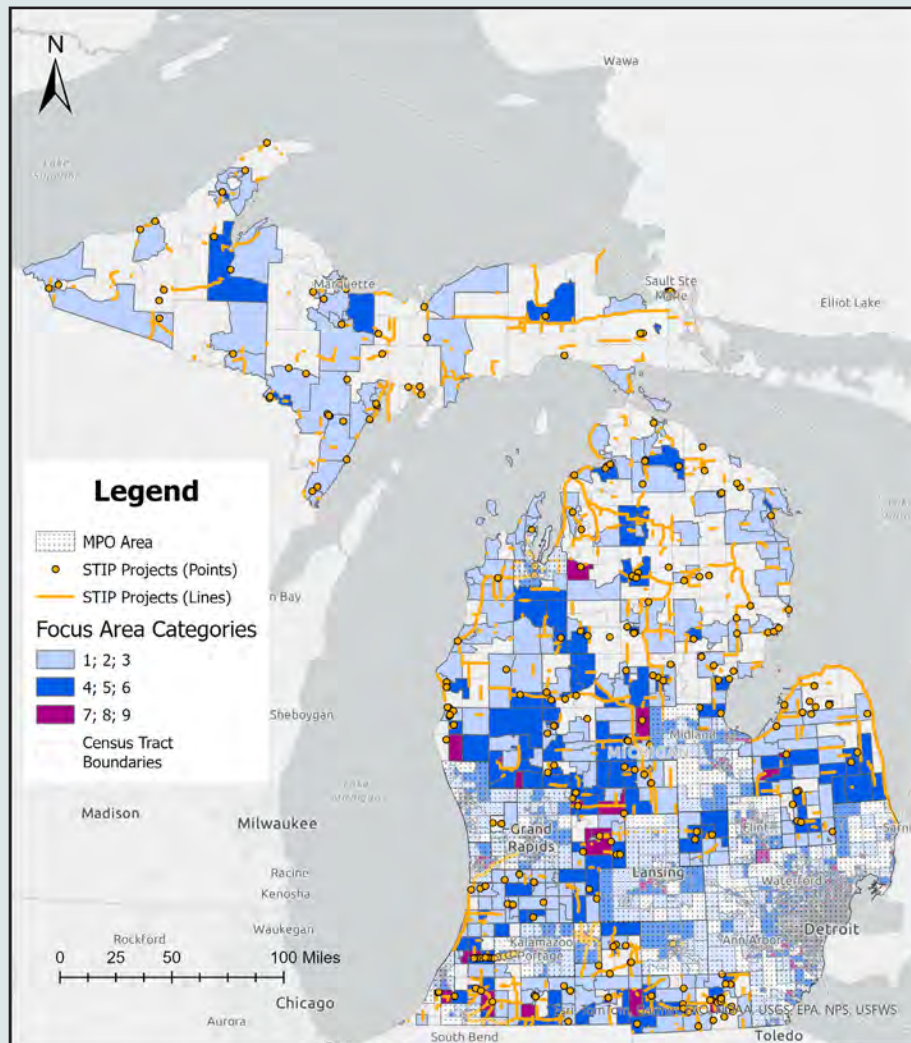 N
Wawa
Lake
Superior
Marquette
Sault Ste
Marie
Elliot Lake
Legend
MPO Area
STIP Projects (Points)
STIP Projects (Lines)
n Bay
Focus Area Categories
1; 2; 3
4; 5; 6
7; 8; 9
Census Tract
Boundaries
Sheboygan
Midland
MICHIGAN
Lake
Michigan
Madison
Milwaukee
Grand
Rapids
Flint
Sarni
Racine
Kenosha
Lansing
Waterford
Waukegan
Rockford
Kalamazoo
Portage
Ann Arbor
Detroit
0 25 50 100 Miles
Chicago
Aurora
USGS, EPA, NPS, USFWS
South Bend
Toledo